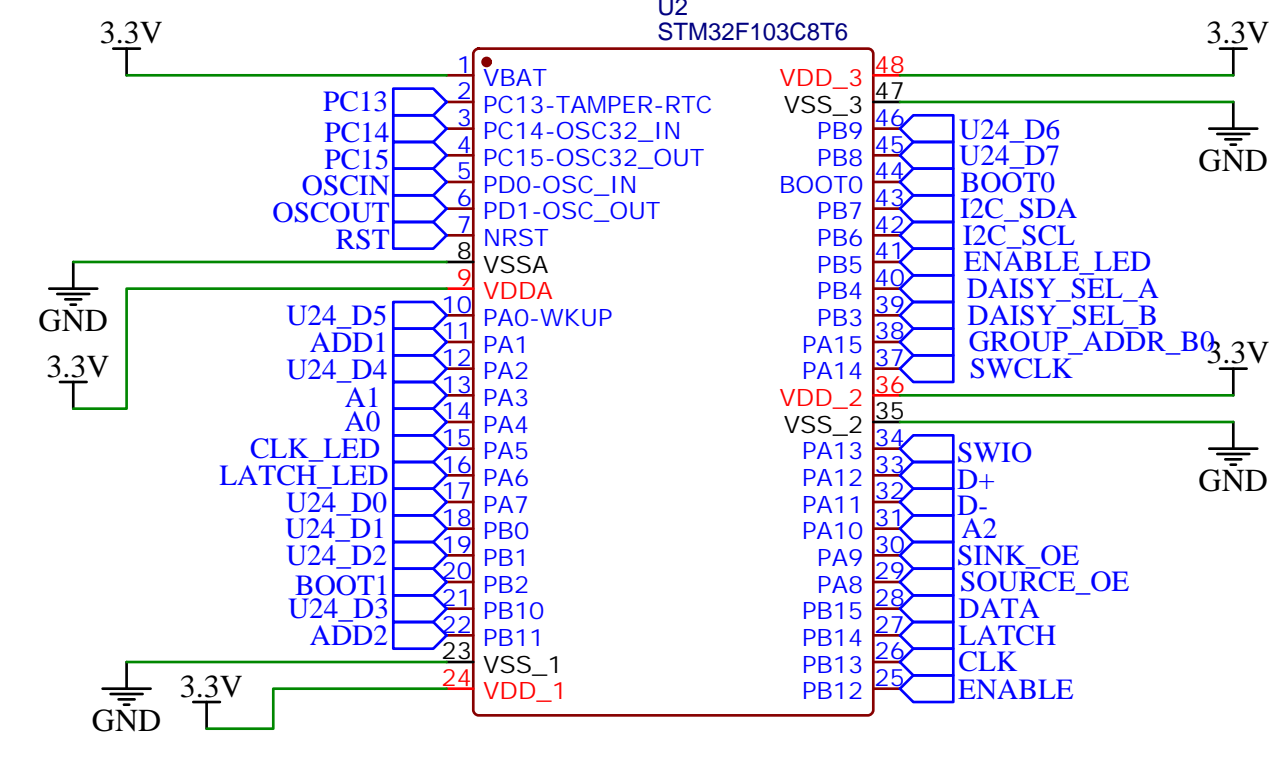 U2
STM32F103C8T6
3.3V
3.3V
1 VBAT
VDD_3 48
PC13 2 PC13-TAMPER-RTC
VSS_3 47
PC14 3 PC14-OSC32_IN
PB9 46 U24_D6
PC15 4 PC15-OSC32_OUT
PB8 45 U24_D7
GND
OSCIN 5 PD0-OSC_IN
BOOT0 44 BOOT0
OSCOUT 6 PD1-OSC_OUT
PB7 43 I2C_SDA
RST 7 NRST
PB6 42 I2C_SCL
8 VSSA
PB5 41 ENABLE_LED
9 VDDA
PB4 40 DAISY_SEL_A
GND
U24_D5 10 PA0-WKUP
PB3 39 DAISY_SEL_B
ADD1 11 PA1
PA15 38 GROUP_ADDR_B0
3.3V
3.3V
U24_D4 12 PA2
PA14 37 SWCLK
A1 13 PA3
VDD_2 36
A0 14 PA4
VSS_2 35
CLK_LED 15 PA5
PA13 34 SWIO
LATCH_LED 16 PA6
PA12 33 D+
GND
U24_D0 17 PA7
PA11 32 D-
U24_D1 18 PB0
PA10 31 A2
U24_D2 19 PB1
PA9 30 SINK_OE
BOOT1 20 PB2
PA8 29 SOURCE_OE
U24_D3 21 PB10
PB15 28 DATA
ADD2 22 PB11
PB14 27 LATCH
23 VSS_1
PB13 26 CLK
3.3V
24 VDD_1
PB12 25 ENABLE
GND